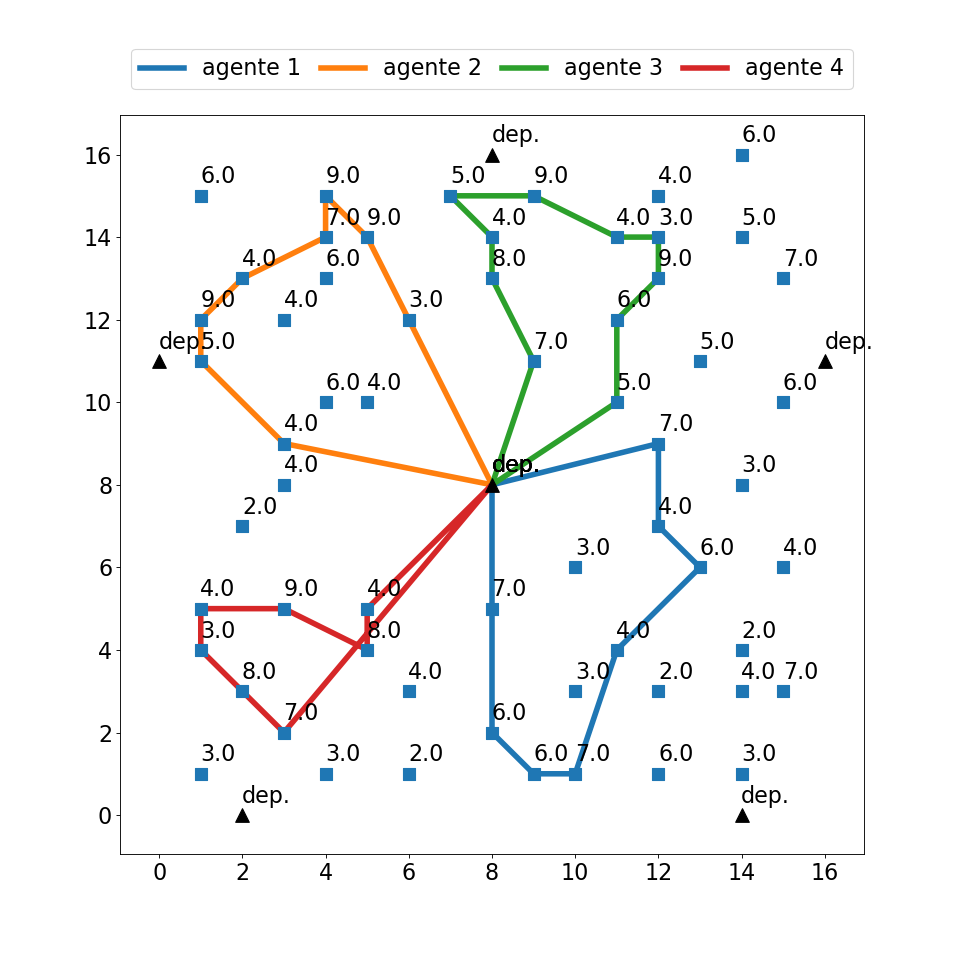 agente 1 agente 2 agente 3 agente 4
dep. 6.0
16
6.0 9.0 5.0 9.0 4.0
7.0 9.0 4.0 4.0 3.0 5.0
14
4.0 6.0 8.0 9.0 7.0
9.0 4.0 3.0 6.0
12
dep. 5.0 7.0 5.0 dep.
6.0 4.0 5.0 6.0
10
4.0 7.0
4.0 dep. dep. 3.0
8
2.0 4.0
3.0 6.0 4.0
6
4.0 9.0 4.0 7.0
3.0 8.0 4.0 2.0
4
8.0 4.0 3.0 2.0 4.0 7.0
7.0 6.0
2
3.0 3.0 2.0 6.0 7.0 6.0 3.0
dep. dep.
0
0 2 4 6 8 10 12 14 16